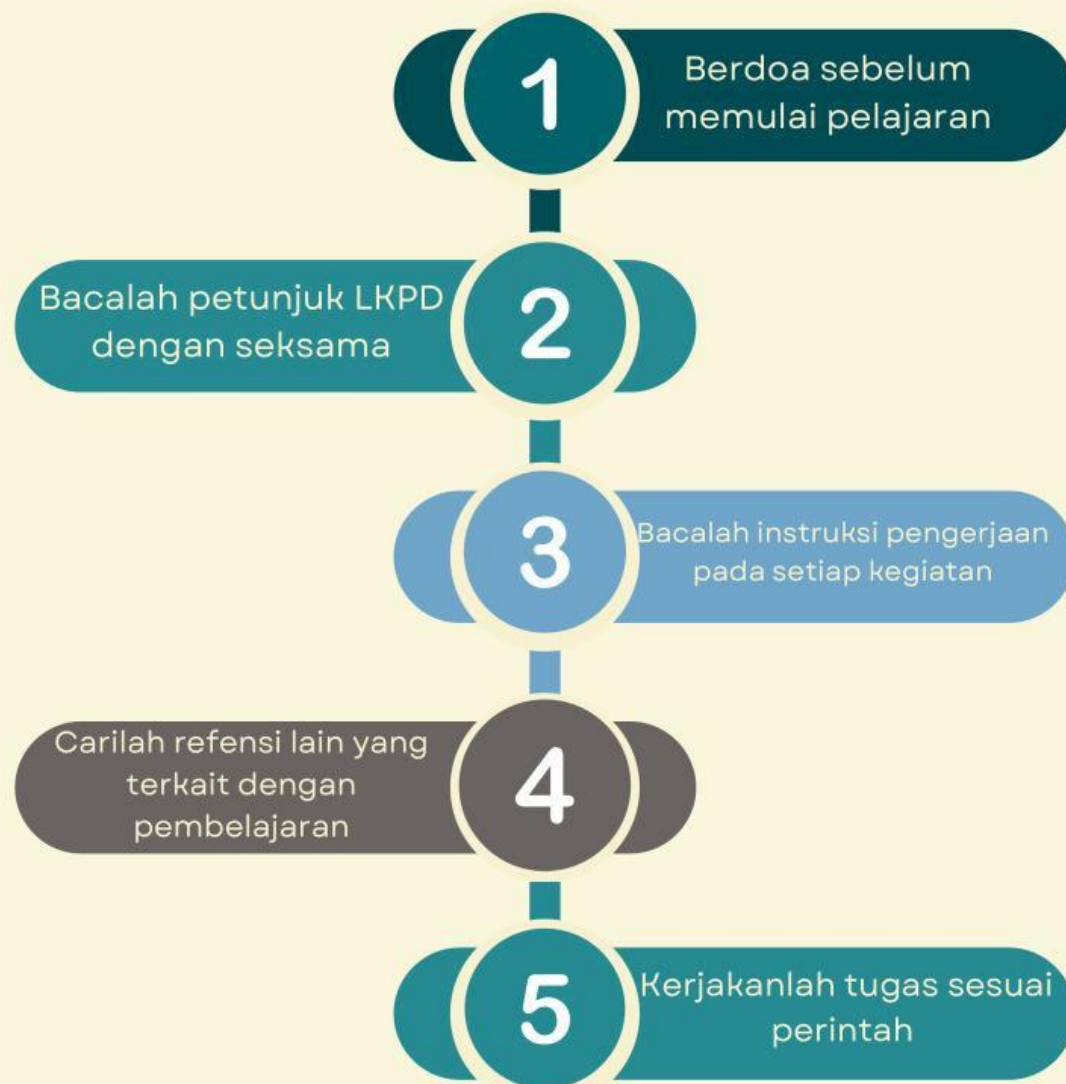 1
Berdoa sebelum
memulai pelajaran
Bacalah petunjuk LKPD
dengan seksama
2
3
Bacalah instruksi pengerjaan
pada setiap kegiatan
Carilah refensi lain yang
terkait dengan
pembelajaran
4
5
Kerjakanlah tugas sesuai
perintah